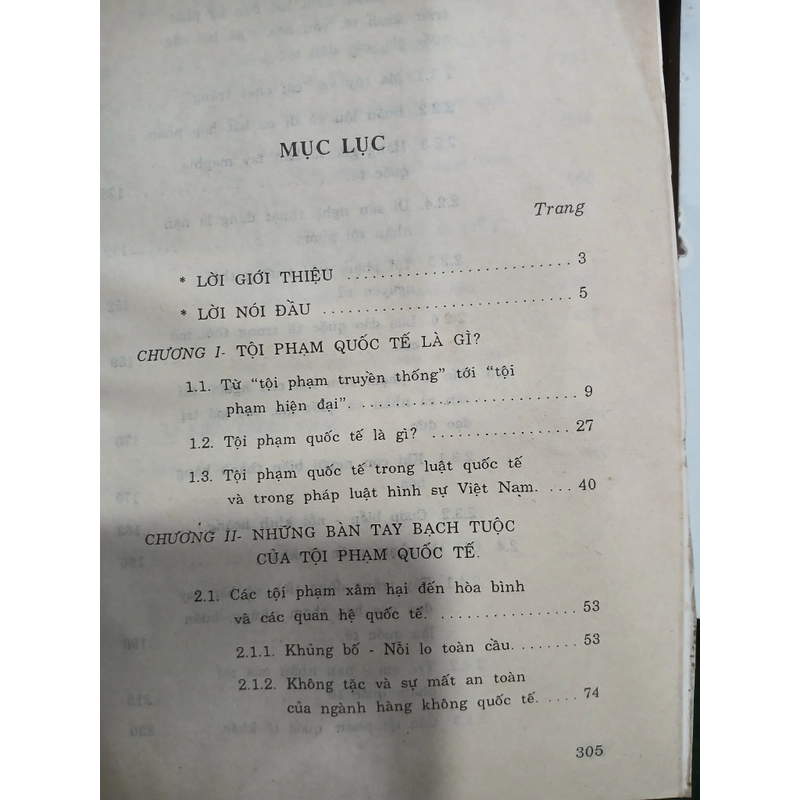 MỤC LỤC
Trang
* LỜI GIỚI THIỆU ........................ 3
* LỜI NÓI ĐẦU ........................... 5
CHƯƠNG I- TỘI PHẠM QUỐC TẾ LÀ GÌ?
1.1. Từ "tội phạm truyền thống" tới "tội
phạm hiện đại". ........................ 9
1.2. Tội phạm quốc tế là gì? ................ 27
1.3. Tội phạm quốc tế trong luật quốc tế
và trong pháp luật hình sự Việt Nam. ... 40
CHƯƠNG II- NHỮNG BÀN TAY BẠCH TUỘC
CỦA TỘI PHẠM QUỐC TẾ.
2.1. Các tội phạm xâm hại đến hòa bình
và các quan hệ quốc tế. ................ 53
2.1.1. Khủng bố - Nỗi lo toàn cầu. ....... 53
2.1.2. Không tặc và sự mất an toàn
của ngành hàng không quốc tế. .... 74
305